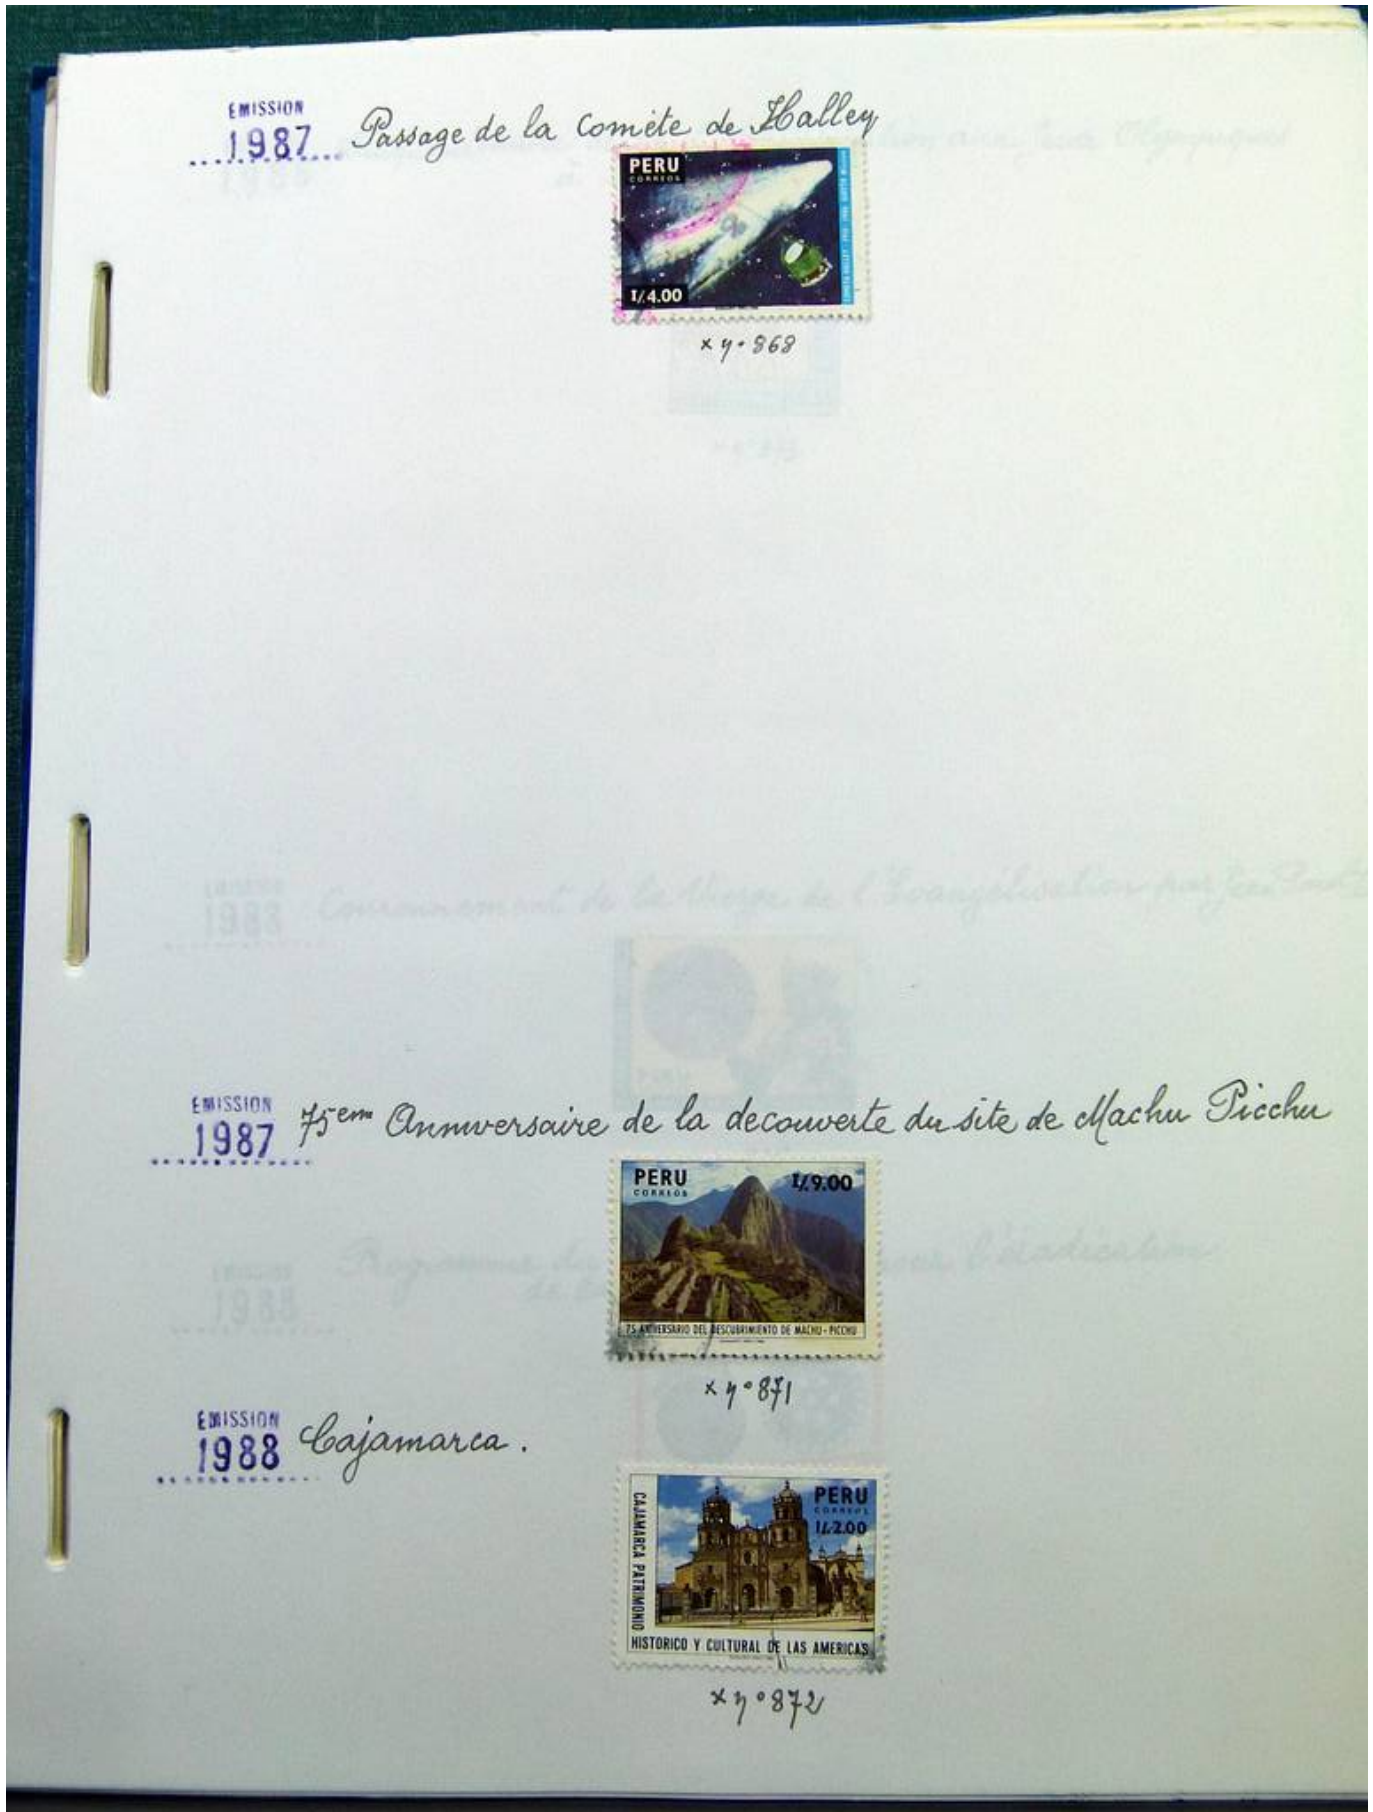 EMISSION
1987 Passage de la Comète de Halley
PERU
CORREOS
I/.4.00
x y. 868
EMISSION
1987 75em Anniversaire de la decouverte du site de Machu Picchu
PERU
CORREOS
I/.9.00
75 ANIVERSARIO DEL DESCUBRIMIENTO DE MACHU - PICCHU
x y° 871
EMISSION
1988 Cajamarca.
PERU
CORREOS
I/.2.00
CAJAMARCA PATRIMONIO
HISTORICO Y CULTURAL DE LAS AMERICAS
x y° 872